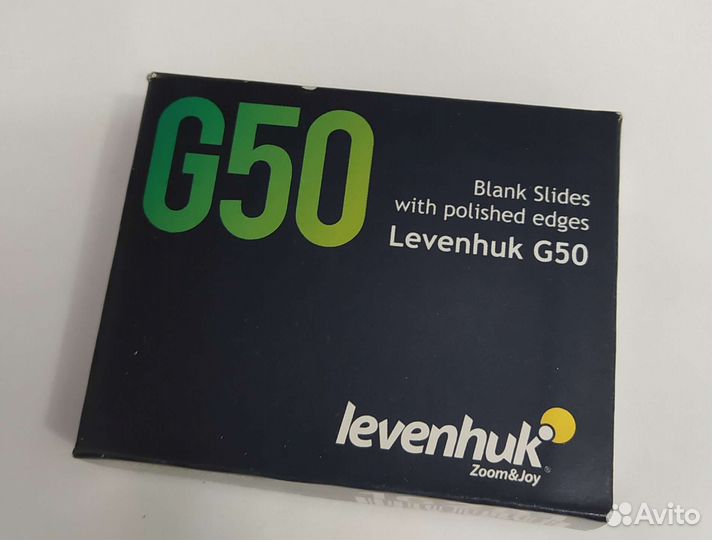 G50
Blank Slides
with polished edges
Levenhuk G50
levenhuk®
Zoom&Joy
Avito